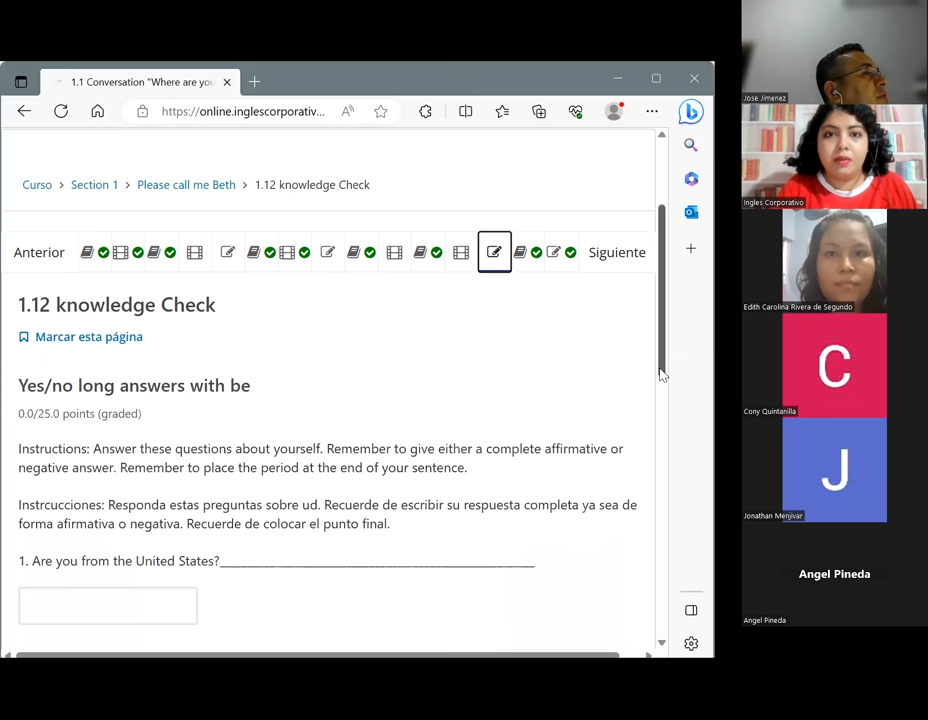 1.1 Conversation "Where are you
https://online.inglescorporativ...
Curso > Section 1 > Please call me Beth > 1.12 knowledge Check
Anterior
Siguiente
1.12 knowledge Check
Marcar esta página
Yes/no long answers with be
0.0/25.0 points (graded)
Instructions: Answer these questions about yourself. Remember to give either a complete affirmative or
negative answer. Remember to place the period at the end of your sentence.
Instrucciones: Responda estas preguntas sobre ud. Recuerde de escribir su respuesta completa ya sea de
forma afirmativa o negativa. Recuerde de colocar el punto final.
1. Are you from the United States?
Jose Jimenez
Ingles Corporativo
Edith Carolina Rivera de Segundo
C
Cony Quintanilla
J
Jonathan Menjivar
Angel Pineda
Angel Pineda